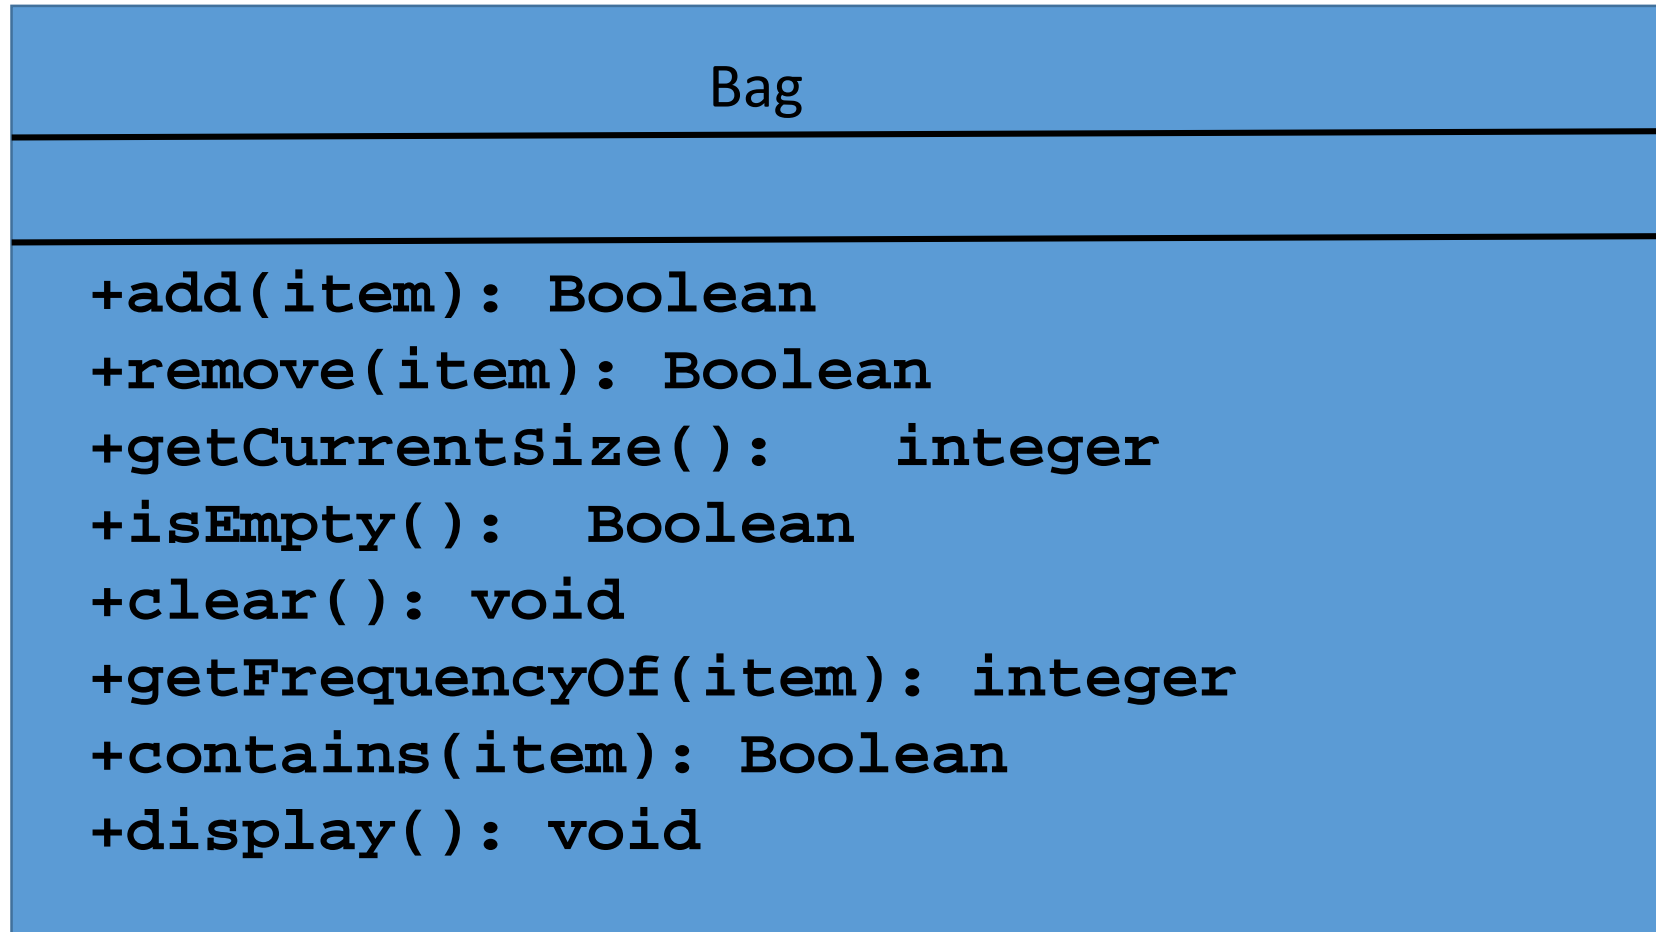 Bag
+add(item): Boolean
+remove(item): Boolean
+getCurrentSize():   integer
+isEmpty():  Boolean
+clear(): void
+getFrequencyOf(item): integer
+contains(item): Boolean
+display(): void